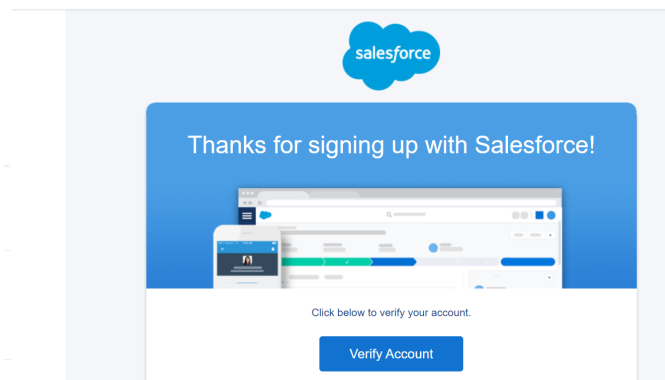 salesforce
Thanks for signing up with Salesforce!
Click below to verify your account.
Verify Account